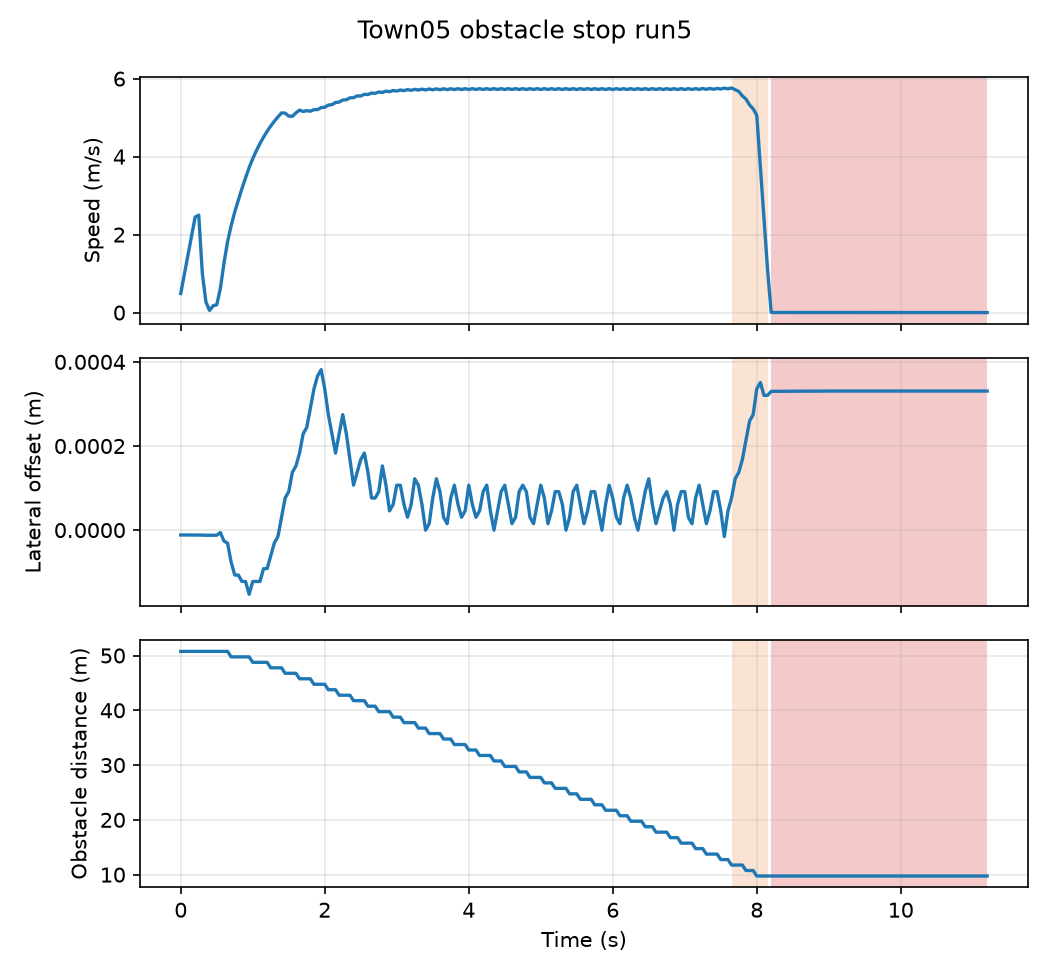 Town05 obstacle stop run5
Speed (m/s)
6
4
2
0
Lateral offset (m)
0.0004
0.0002
0.0000
Obstacle distance (m)
50
40
30
20
10
0 2 4 6 8 10
Time (s)